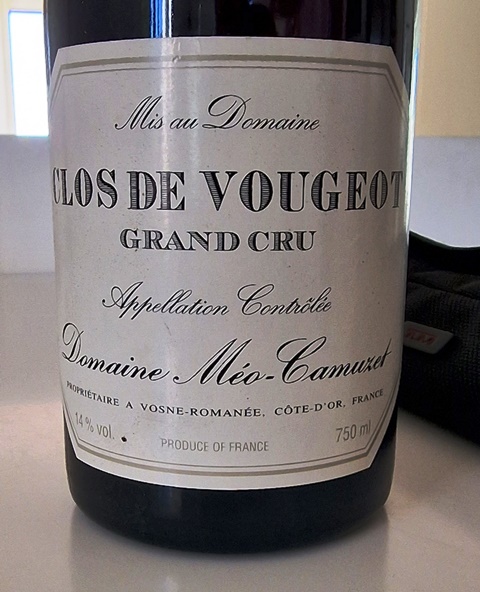 Mis au Domaine
CLOS DE VOUGEOT
GRAND CRU
Appellation Contrôlée
Domaine Méo-Camuzet
PROPRIÉTAIRE A VOSNE-ROMANÉE, CÔTE-D'OR, FRANCE
14 % vol.
PRODUCE OF FRANCE
750 ml